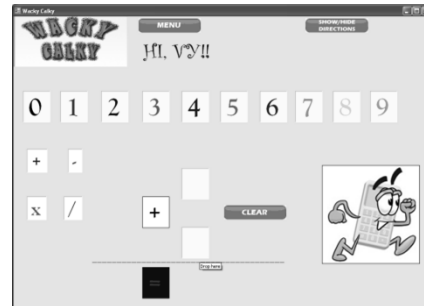 Wacky Calky
WACKY
CALKY
MENU
SHOW/HIDE
DIRECTIONS
HI, VY!!
0 1 2 3 4 5 6 7 8 9
+ -
x /
+
CLEAR
Drop here